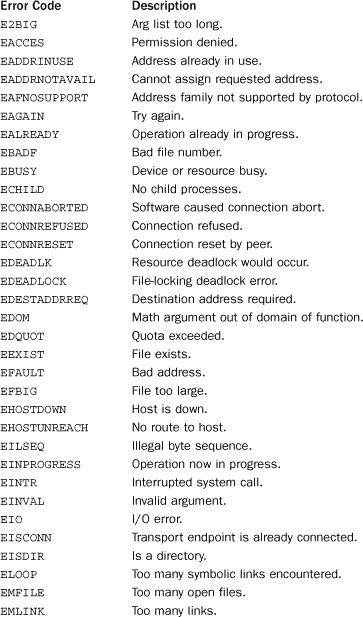 Error Code Description
E2BIG Arg list too long.
EACCES Permission denied.
EADDRINUSE Address already in use.
EADDRNOTAVAIL Cannot assign requested address.
EAFNOSUPPORT Address family not supported by protocol.
EAGAIN Try again.
EALREADY Operation already in progress.
EBADF Bad file number.
EBUSY Device or resource busy.
ECHILD No child processes.
ECONNABORTED Software caused connection abort.
ECONNREFUSED Connection refused.
ECONNRESET Connection reset by peer.
EDEADLK Resource deadlock would occur.
EDEADLOCK File-locking deadlock error.
EDESTADDRREQ Destination address required.
EDOM Math argument out of domain of function.
EDQUOT Quota exceeded.
EEXIST File exists.
EFAULT Bad address.
EFBIG File too large.
EHOSTDOWN Host is down.
EHOSTUNREACH No route to host.
EILSEQ Illegal byte sequence.
EINPROGRESS Operation now in progress.
EINTR Interrupted system call.
EINVAL Invalid argument.
EIO I/O error.
EISCONN Transport endpoint is already connected.
EISDIR Is a directory.
ELOOP Too many symbolic links encountered.
EMFILE Too many open files.
EMLINK Too many links.